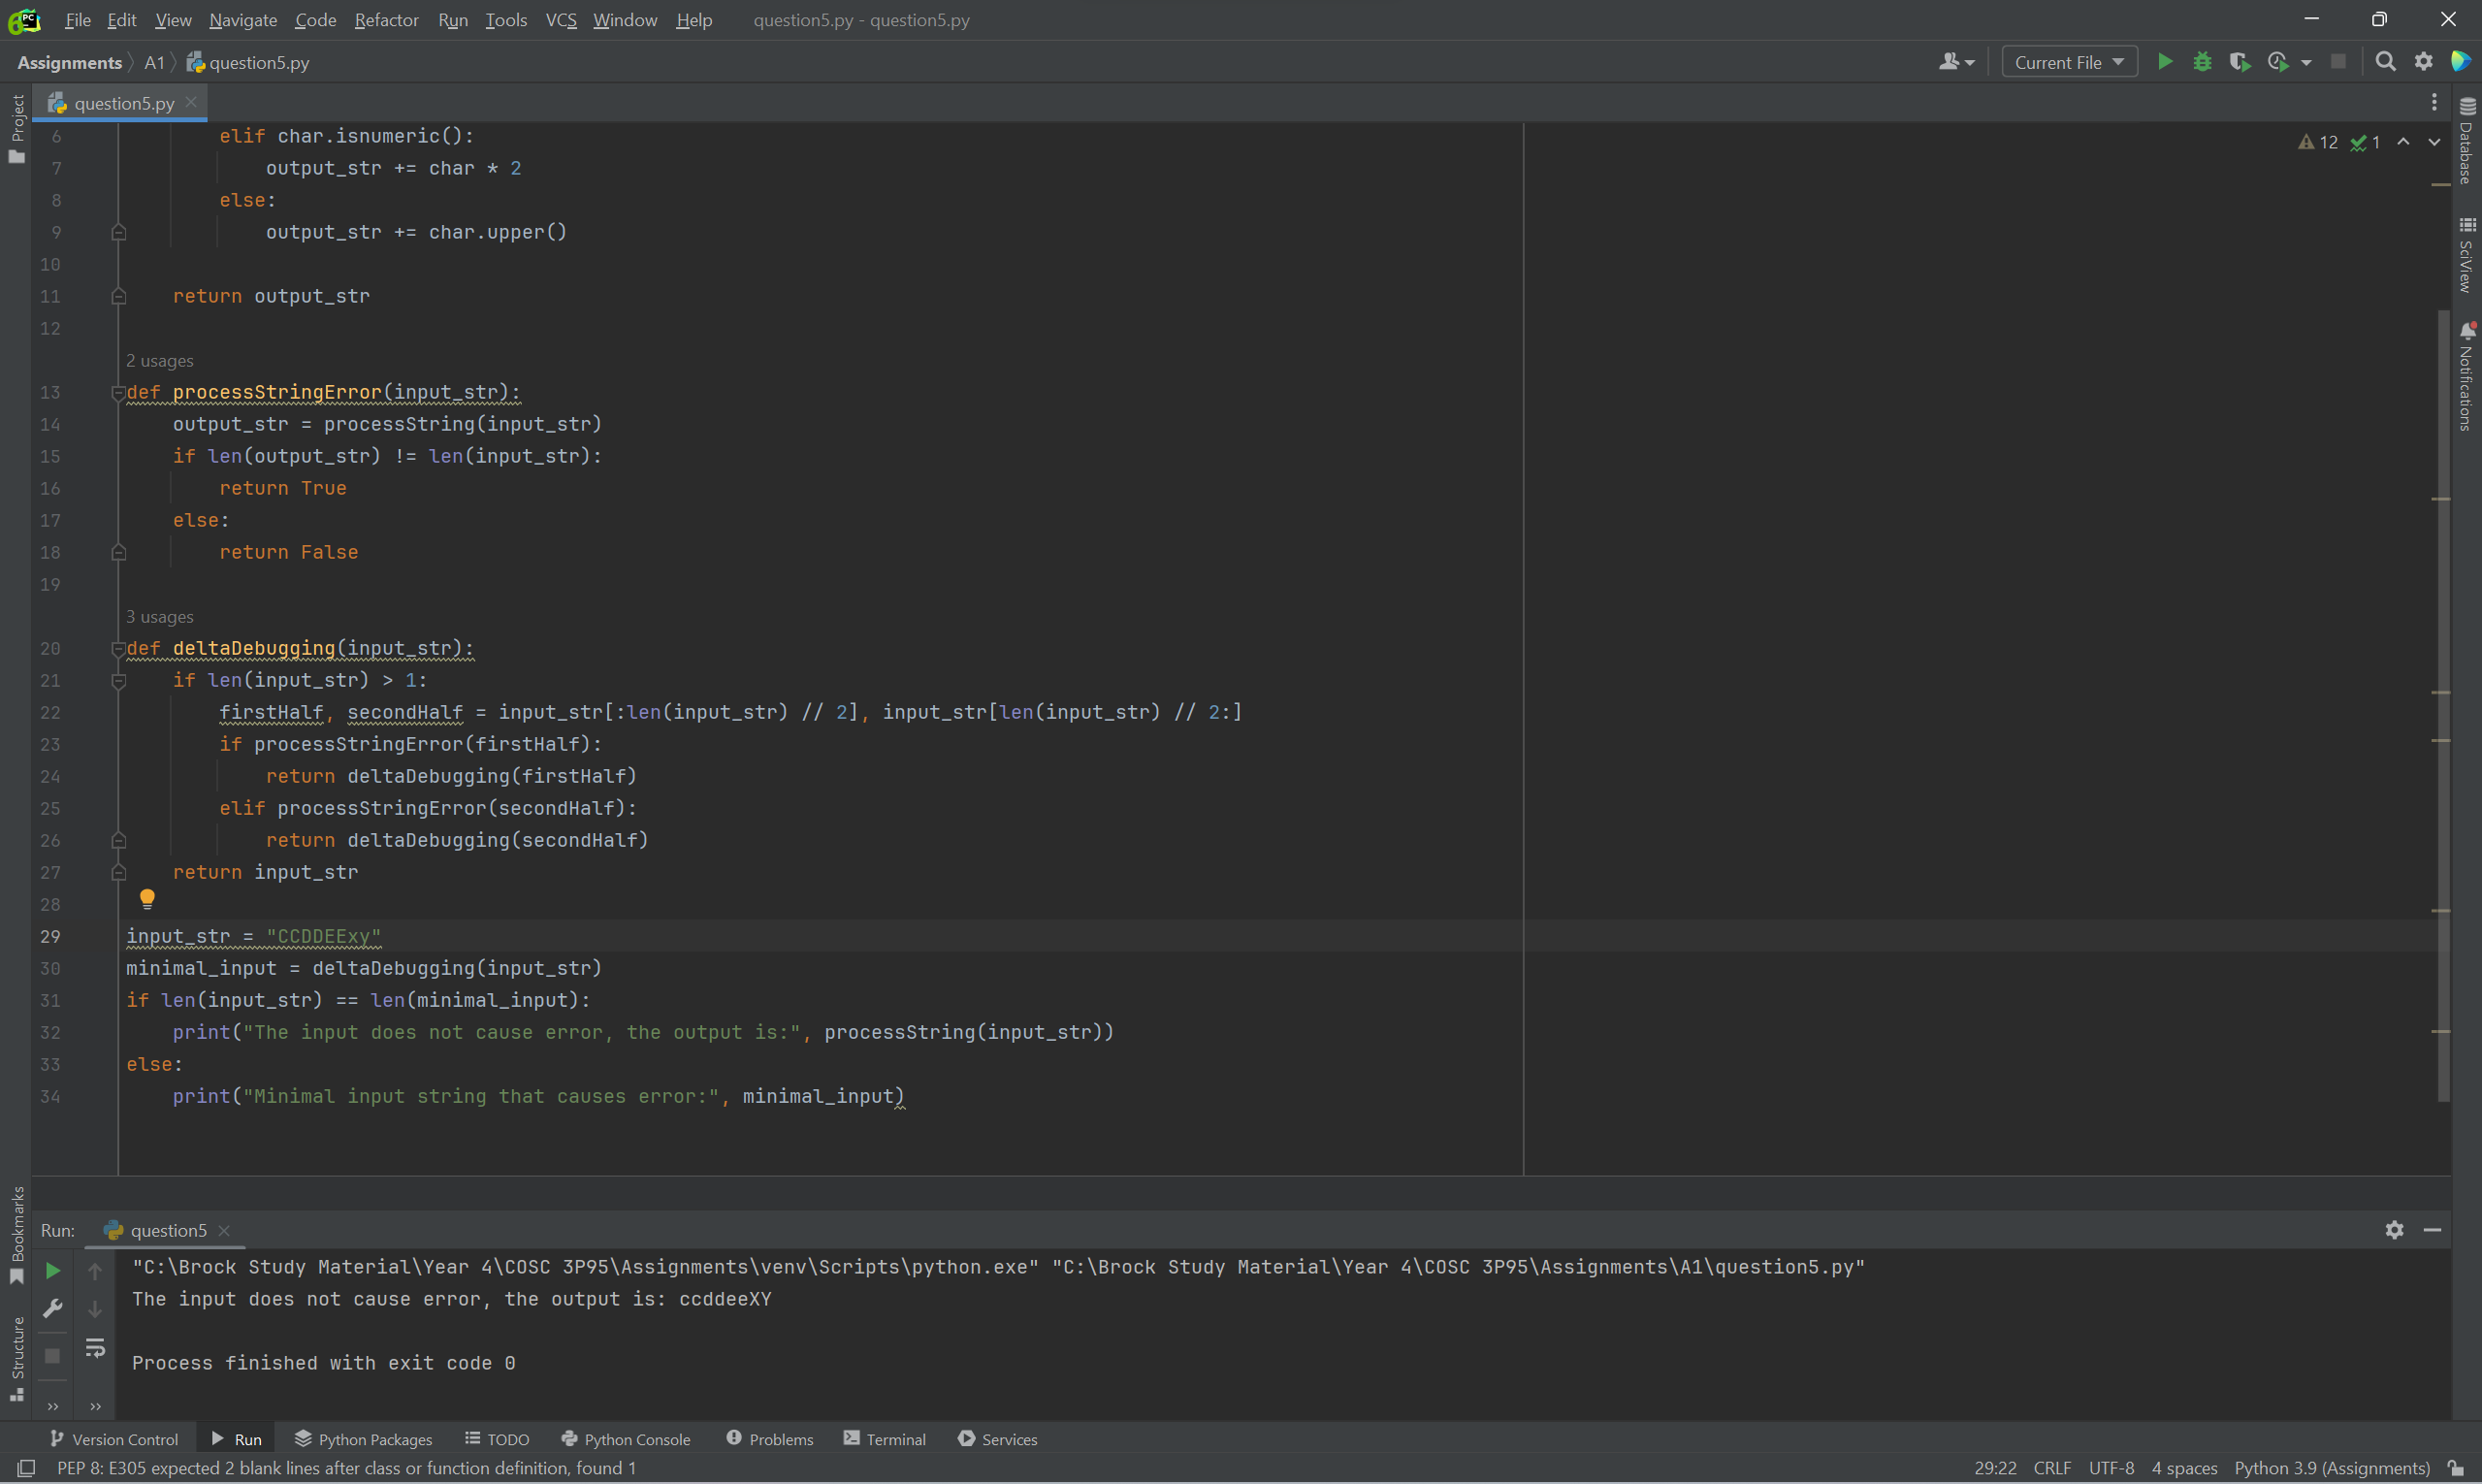 File Edit View Navigate Code Refactor Run Tools VCS Window Help question5.py - question5.py
Assignments A1 question5.py Current File
Project question5.py
12 1
Database
SciView
Notifications
6 elif char.isnumeric():
7 output_str += char * 2
8 else:
9 output_str += char.upper()
10
11 return output_str
12
2 usages
13 def processStringError(input_str):
14 output_str = processString(input_str)
15 if len(output_str) != len(input_str):
16 return True
17 else:
18 return False
19
3 usages
20 def deltaDebugging(input_str):
21 if len(input_str) > 1:
22 firstHalf, secondHalf = input_str[:len(input_str) // 2], input_str[len(input_str) // 2:]
23 if processStringError(firstHalf):
24 return deltaDebugging(firstHalf)
25 elif processStringError(secondHalf):
26 return deltaDebugging(secondHalf)
27 return input_str
28
29 input_str = "CCDDEExy"
30 minimal_input = deltaDebugging(input_str)
31 if len(input_str) == len(minimal_input):
32 print("The input does not cause error, the output is:", processString(input_str))
33 else:
34 print("Minimal input string that causes error:", minimal_input)
Bookmarks
Structure
Run: question5
"C:\Brock Study Material\Year 4\COSC 3P95\Assignments\venv\Scripts\python.exe" "C:\Brock Study Material\Year 4\COSC 3P95\Assignments\A1\question5.py"
The input does not cause error, the output is: ccddeeXY
Process finished with exit code 0
Version Control Run Python Packages TODO Python Console Problems Terminal Services
PEP 8: E305 expected 2 blank lines after class or function definition, found 1 29:22 CRLF UTF-8 4 spaces Python 3.9 (Assignments)